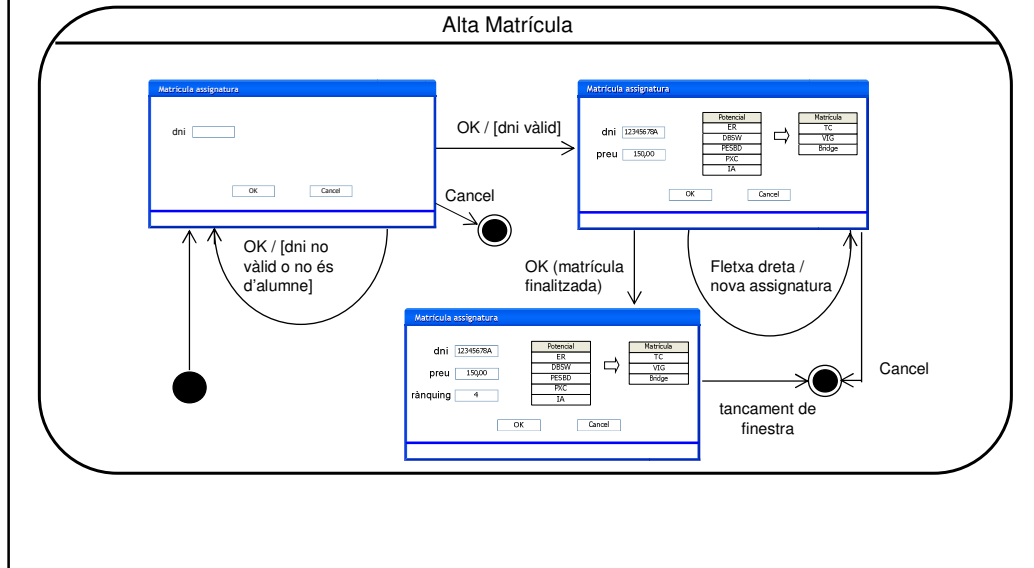 Alta Matrícula
Matrícula assignatura
dni
OK
Cancel
OK / [dni vàlid]
Cancel
Matrícula assignatura
dni 12345678A
preu 150,00
Potencial
ER
DBSW
PESBD
PXC
IA
Matrícula
TC
VIG
Bridge
OK
Cancel
OK / [dni no
vàlid o no és
d'alumne]
OK (matrícula
finalitzada)
Fletxa dreta /
nova assignatura
Matrícula assignatura
dni 12345678A
preu 150,00
rànquing 4
Potencial
ER
DBSW
PESBD
PXC
IA
Matrícula
TC
VIG
Bridge
OK
Cancel
Cancel
tancament de
finestra